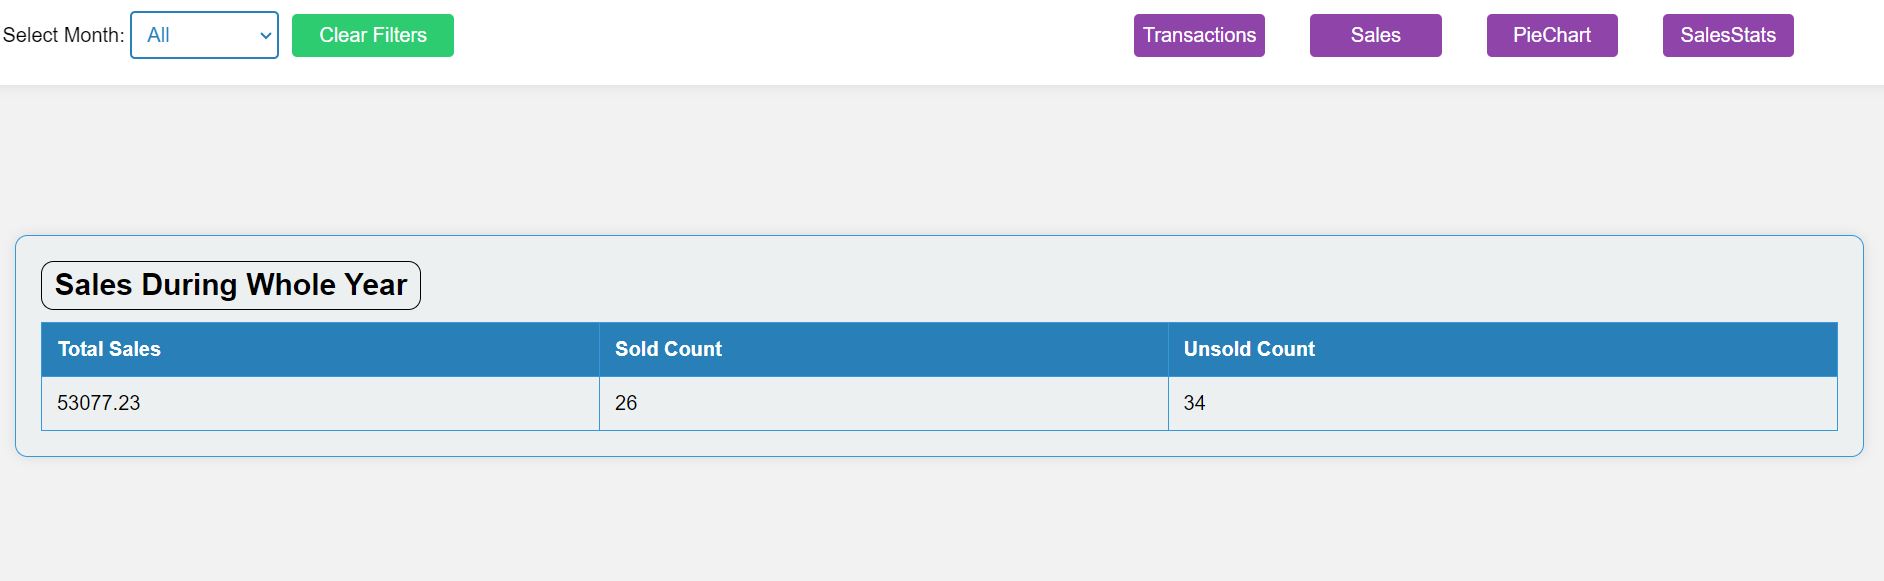 Select Month: All Clear Filters Transactions Sales PieChart SalesStats
Sales During Whole Year
Total Sales Sold Count Unsold Count
53077.23 26 34